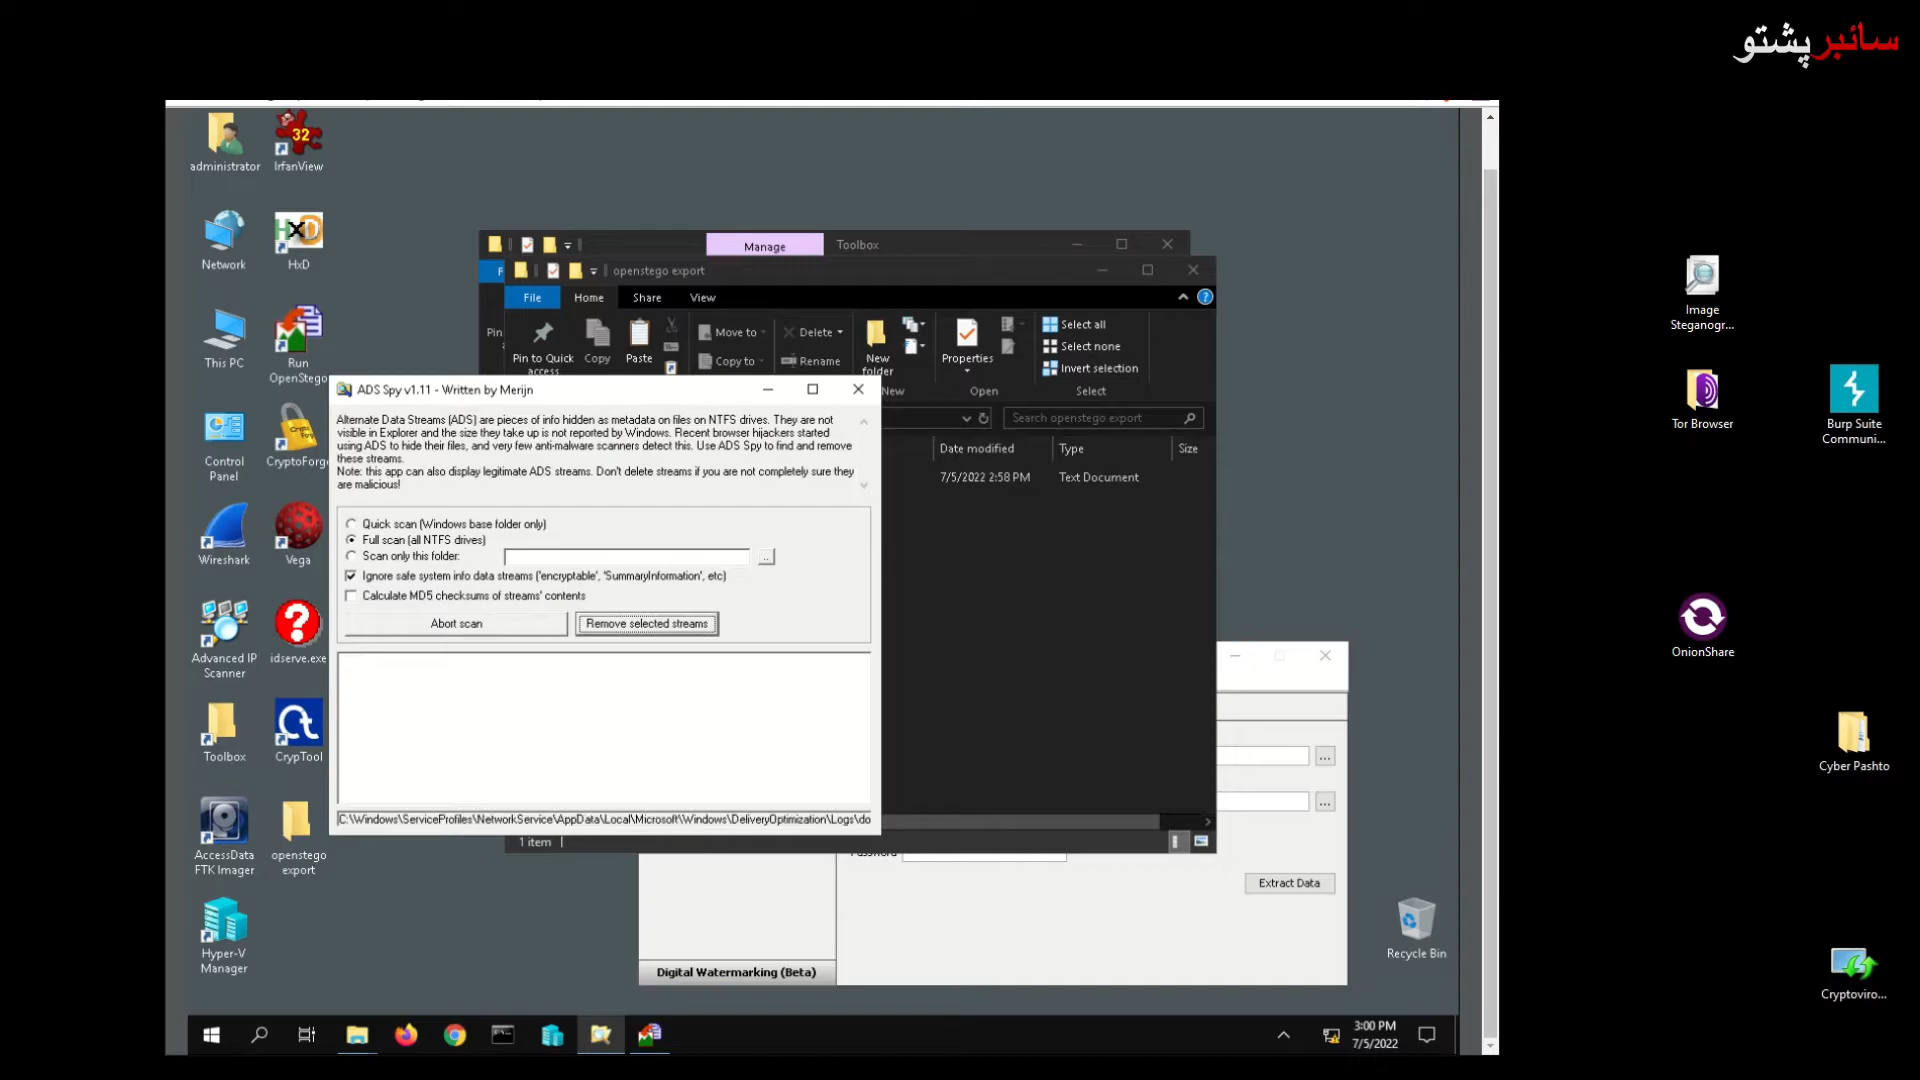 سائبر پشتو
administrator
IrfanView
Network
HxD
This PC
Run OpenStego
Control Panel
CryptoForge
Wireshark
Vega
Advanced IP Scanner
idserve.exe
Toolbox
CrypTool
AccessData FTK Imager
openstego export
Hyper-V Manager
Manage
Toolbox
openstego export
File
Home
Share
View
Pin to Quick access
Copy
Paste
Move to
Copy to
Delete
Rename
New folder
Properties
Select all
Select none
Invert selection
New
Open
Select
Search openstego export
Date modified
Type
Size
7/5/2022 2:58 PM
Text Document
1 item
ADS Spy v1.11 - Written by Merijn
Alternate Data Streams (ADS) are pieces of info hidden as metadata on files on NTFS drives. They are not
visible in Explorer and the size they take up is not reported by Windows. Recent browser hijackers started
using ADS to hide their files, and very few anti-malware scanners detect this. Use ADS Spy to find and remove
these streams.
Note: this app can also display legitimate ADS streams. Don't delete streams if you are not completely sure they
are malicious!
Quick scan (Windows base folder only)
Full scan (all NTFS drives)
Scan only this folder:
Ignore safe system info data streams ('encryptable', 'SummaryInformation', etc)
Calculate MD5 checksums of streams' contents
Abort scan
Remove selected streams
C:\Windows\ServiceProfiles\NetworkService\AppData\Local\Microsoft\Windows\DeliveryOptimization\Logs\do
Extract Data
Digital Watermarking (Beta)
Recycle Bin
3:00 PM
7/5/2022
Image
Steganogr...
Tor Browser
Burp Suite
Communi...
OnionShare
Cyber Pashto
Cryptoviro...